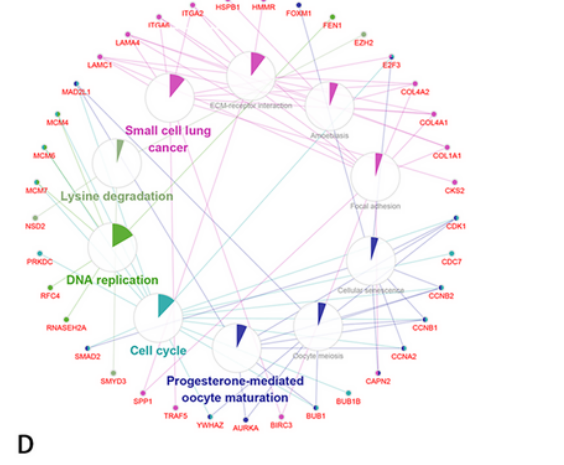 ITGA2
HSPB1
HMMR
FOXM1
ITGA6
FEN1
LAMA4
EZH2
LAMC1
E2F3
MAD2L1
COL4A2
ECM-receptor interaction
MCM4
COL4A1
Small cell lung
cancer
Amoebiasis
MCM6
COL1A1
MCM7
CKS2
Lysine degradation
Focal adhesion
NSD2
CDK1
PRKDC
CDC7
DNA replication
Cellular senescence
RFC4
CCNB2
RNASEH2A
CCNB1
Cell cycle
Oocyte meiosis
SMAD2
CCNA2
SMYD3
Progesterone-mediated
oocyte maturation
CAPN2
SPP1
BUB1B
TRAF5
YWHAZ
AURKA
BIRC3
BUB1
D